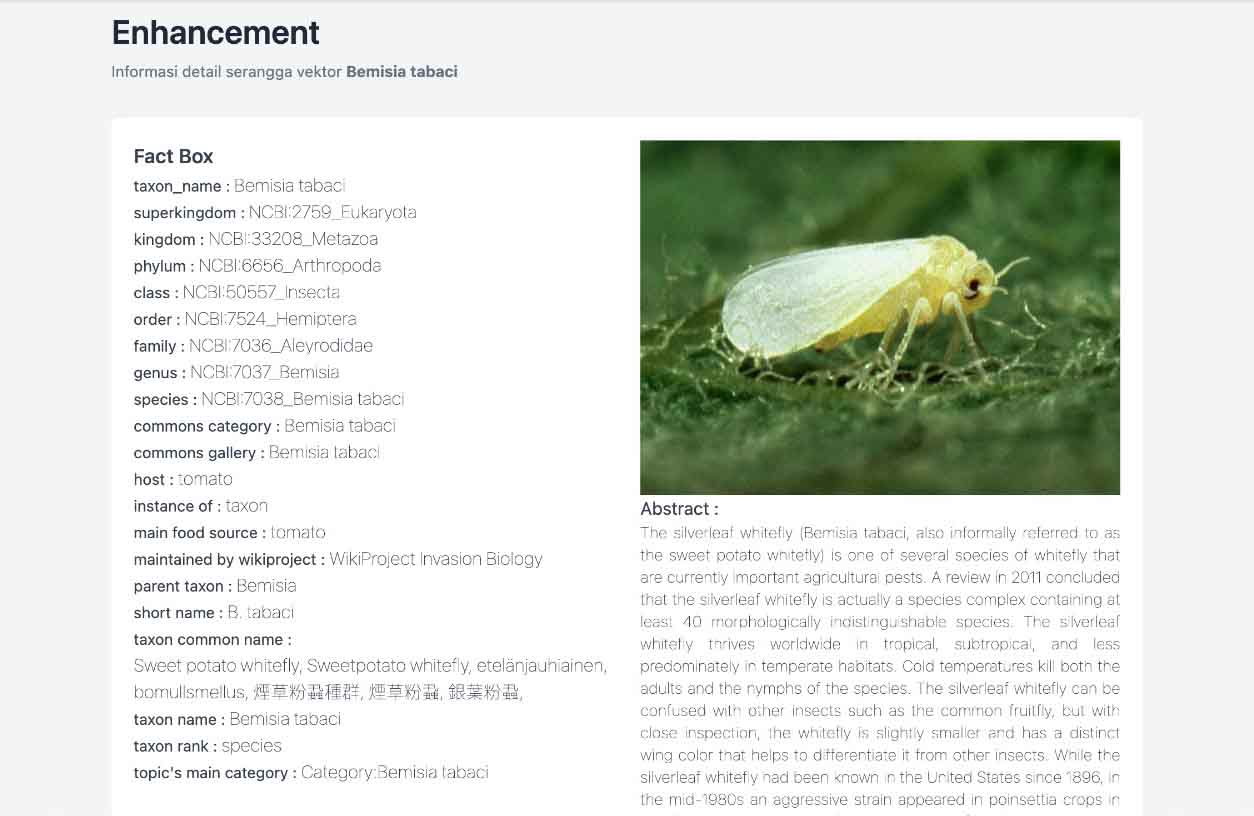 Enhancement
Informasi detail serangga vektor Bemisia tabaci
Fact Box
taxon_name : Bemisia tabaci
superkingdom : NCBI:2759_Eukaryota
kingdom : NCBI:33208_Metazoa
phylum : NCBI:6656_Arthropoda
class : NCBI:50557_Insecta
order : NCBI:7524_Hemiptera
family : NCBI:7036_Aleyrodidae
genus : NCBI:7037_Bemisia
species : NCBI:7038_Bemisia tabaci
commons category : Bemisia tabaci
commons gallery : Bemisia tabaci
host : tomato
instance of : taxon
main food source : tomato
maintained by wikiproject : WikiProject Invasion Biology
parent taxon : Bemisia
short name : B. tabaci
taxon common name :
Sweet potato whitefly, Sweetpotato whitefly, etelänjauhiainen,
bomullsmellus, 煙草粉蝨種群, 煙草粉蝨, 銀葉粉蝨,
taxon name : Bemisia tabaci
taxon rank : species
topic's main category : Category:Bemisia tabaci
Abstract :
The silverleaf whitefly (Bemisia tabaci, also informally referred to as
the sweet potato whitefly) is one of several species of whitefly that
are currently important agricultural pests. A review in 2011 concluded
that the silverleaf whitefly is actually a species complex containing at
least 40 morphologically indistinguishable species. The silverleaf
whitefly thrives worldwide in tropical, subtropical, and less
predominately in temperate habitats. Cold temperatures kill both the
adults and the nymphs of the species. The silverleaf whitefly can be
confused with other insects such as the common fruitfly, but with
close inspection, the whitefly is slightly smaller and has a distinct
wing color that helps to differentiate it from other insects. While the
silverleaf whitefly had been known in the United States since 1896, in
the mid-1980s an aggressive strain appeared in poinsettia crops in